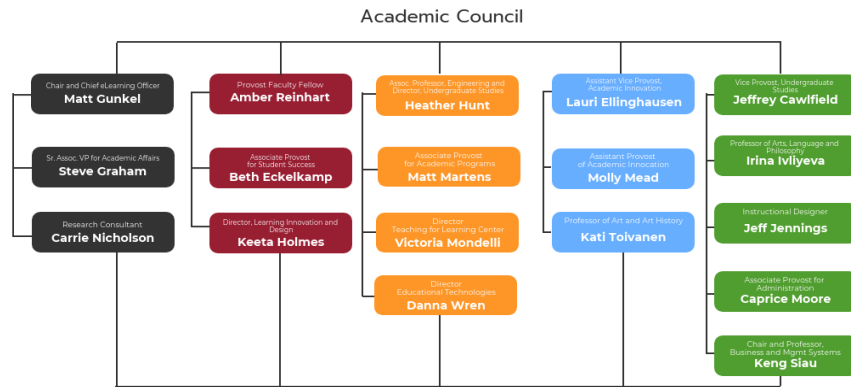 Academic Council
Chair and Chief eLearning Officer
Matt Gunkel
Sr. Assoc. VP for Academic Affairs
Steve Graham
Research Consultant
Carrie Nicholson
Provost Faculty Fellow
Amber Reinhart
Associate Provost
for Student Success
Beth Eckelkamp
Director, Learning Innovation and
Design
Keeta Holmes
Assoc. Professor, Engineering and
Director, Undergraduate Studies
Heather Hunt
Associate Provost
for Academic Programs
Matt Martens
Director
Teaching for Learning Center
Victoria Mondelli
Director
Educational Technologies
Danna Wren
Assistant Vice Provost,
Academic Innovation
Lauri Ellinghausen
Assistant Provost
of Academic Innocation
Molly Mead
Professor of Art and Art History
Kati Toivanen
Vice Provost, Undergraduate
Studies
Jeffrey Cawlfield
Professor of Arts, Language and
Philosophy
Irina Ivliyeva
Instructional Designer
Jeff Jennings
Associate Provost for
Administration
Caprice Moore
Chair and Professor,
Business and Mgmt Systems
Keng Siau